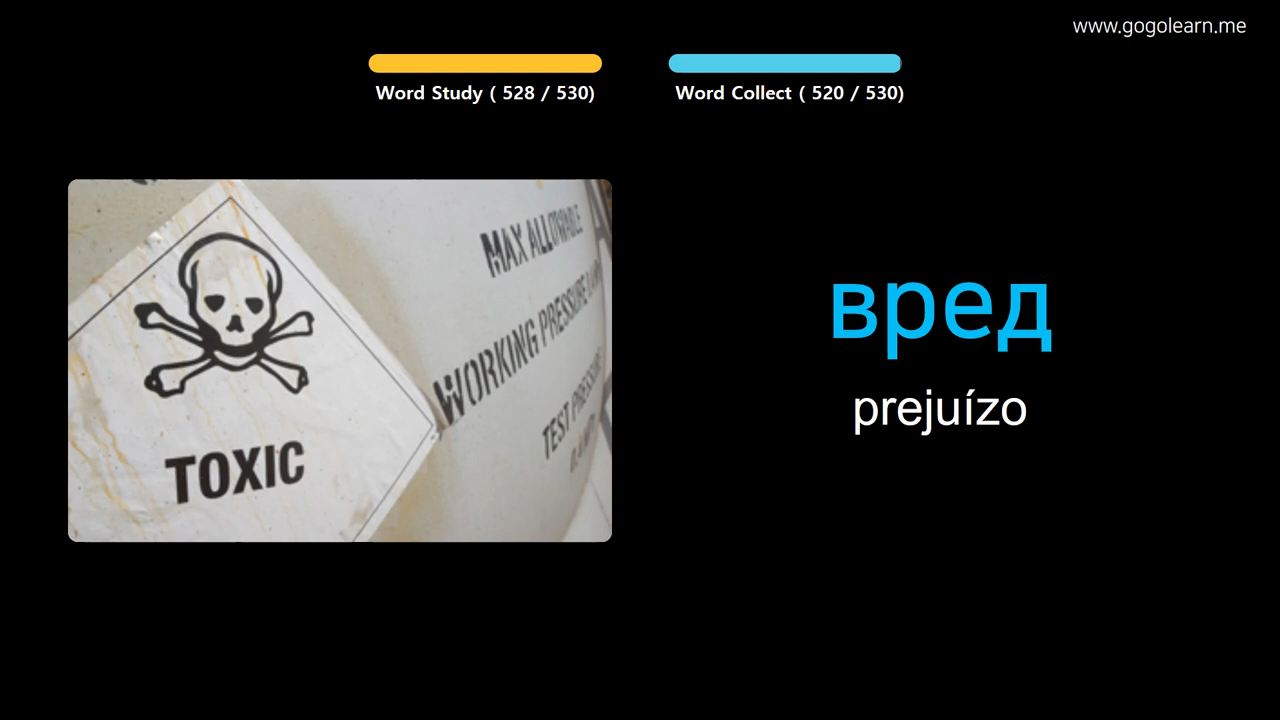 www.gogolearn.me
Word Study ( 528 / 530)
Word Collect ( 520 / 530)
MAX ALLOWABLE
WORKING PRESSURE
TEST PRESSURE
TOXIC
вред
prejuízo